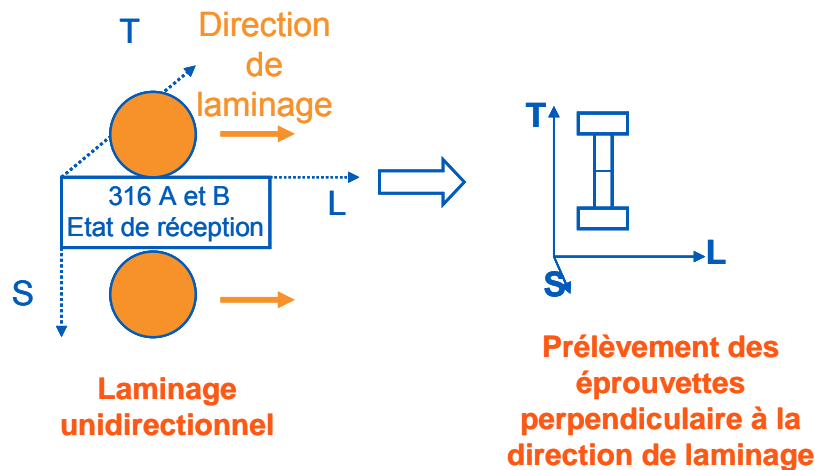 T
Direction
de
laminage
316 A et B
Etat de réception
L
S
Laminage
unidirectionnel
T
L
S
Prélèvement des
éprouvettes
perpendiculaire à la
direction de laminage